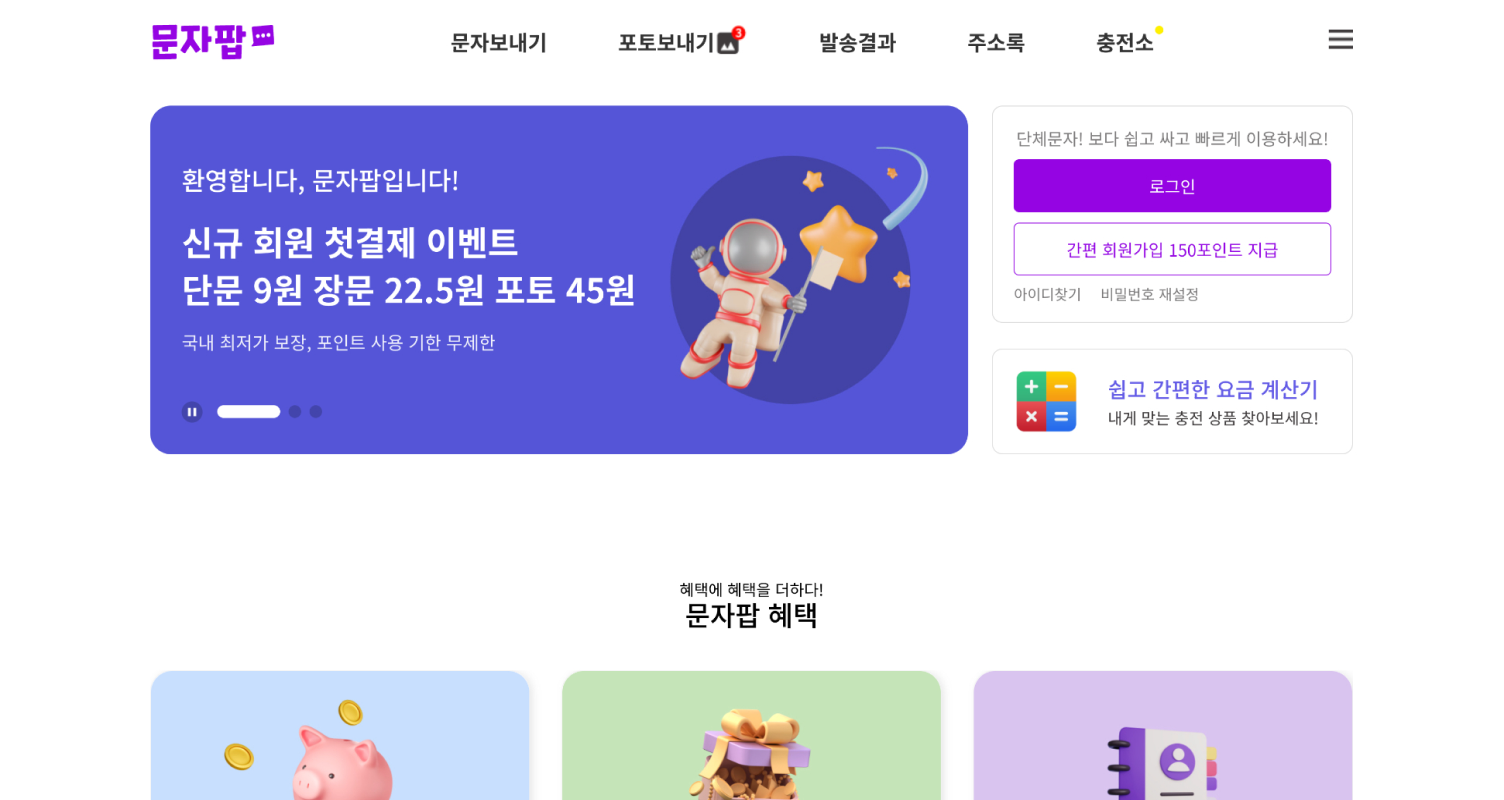 문자팝
문자보내기
포토보내기
3
발송결과
주소록
충전소
환영합니다, 문자팝입니다!
신규 회원 첫결제 이벤트
단문 9원 장문 22.5원 포토 45원
국내 최저가 보장, 포인트 사용 기한 무제한
단체문자! 보다 쉽고 싸고 빠르게 이용하세요!
로그인
간편 회원가입 150포인트 지급
아이디찾기 비밀번호 재설정
쉽고 간편한 요금 계산기
내게 맞는 충전 상품 찾아보세요!
혜택에 혜택을 더하다!
문자팝 혜택